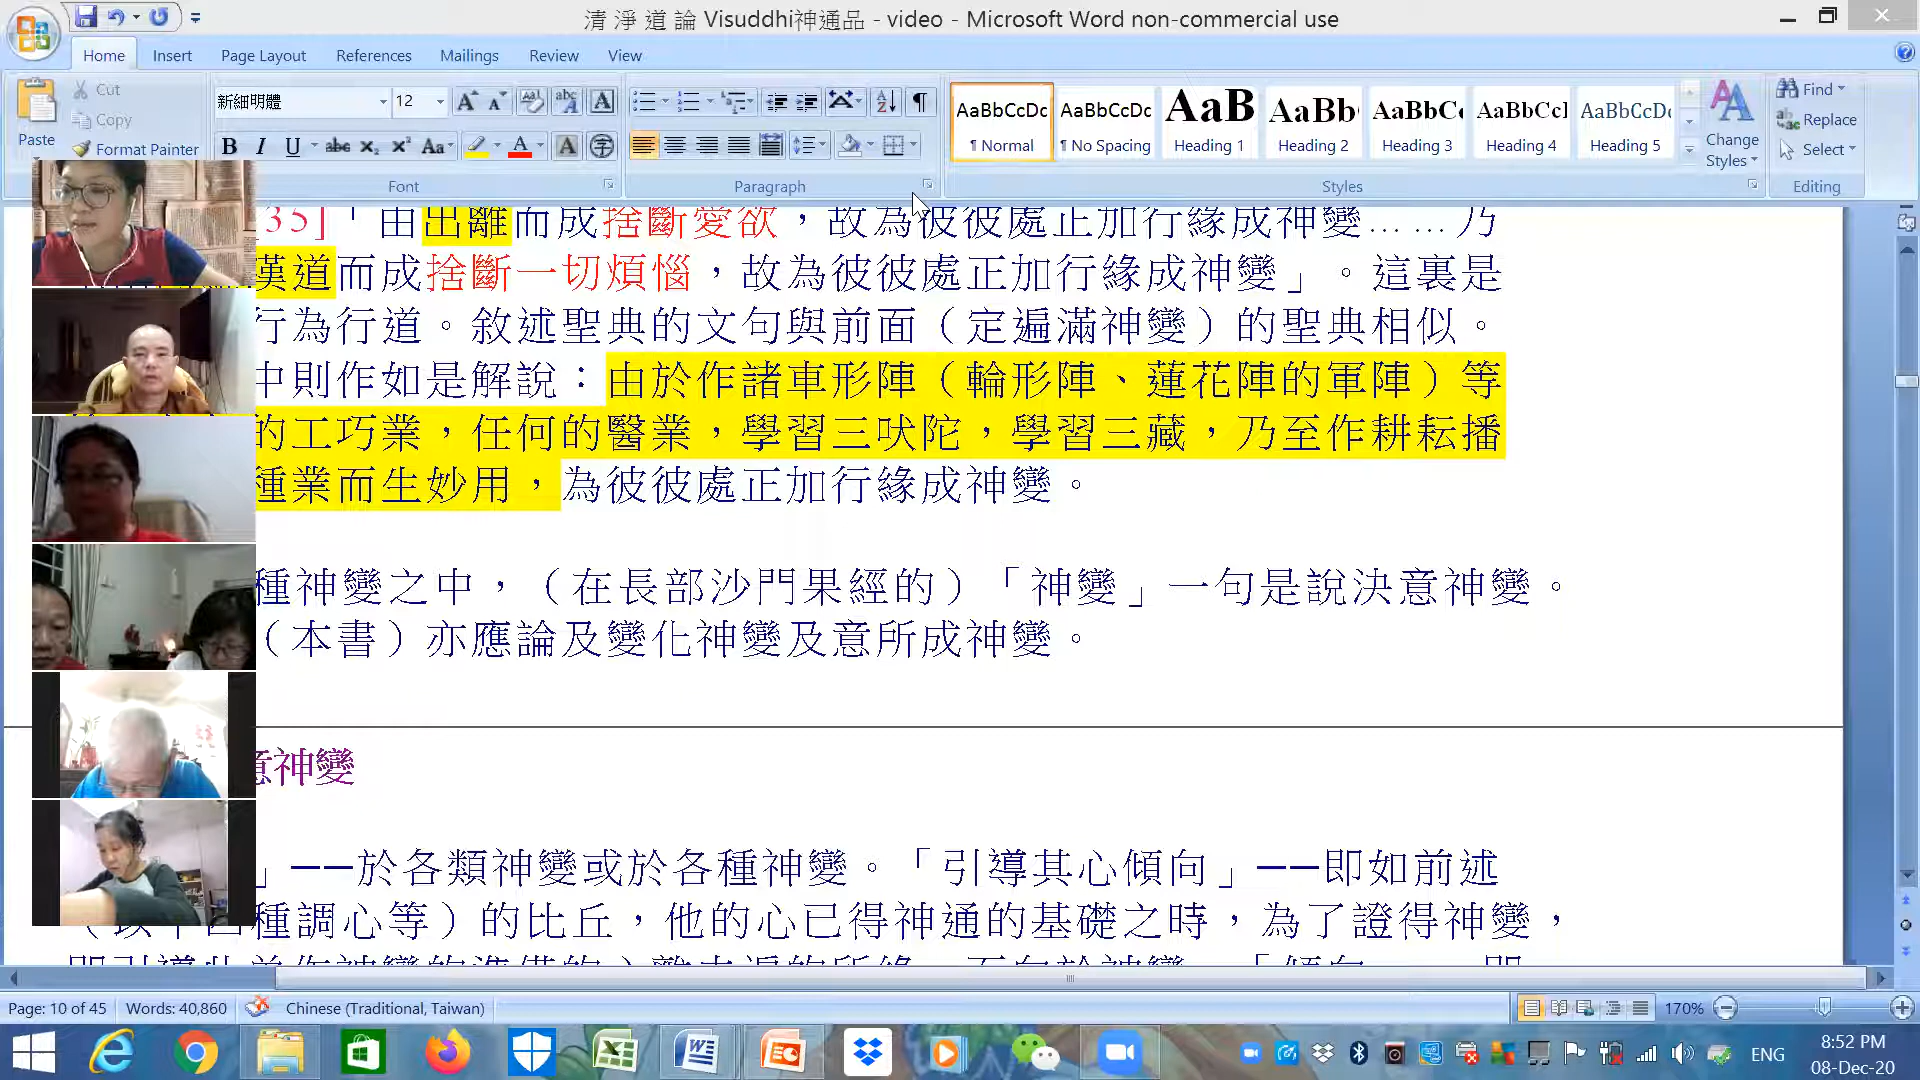 清 淨 道 論 Visuddhi神通品 - video - Microsoft Word non-commercial use
Home Insert Page Layout References Mailings Review View
Paste
Cut
Copy
Format Painter
新細明體 12
Font
Paragraph
AaBbCcDc AaBbCcDc AaB AaBb( AaBbC( AaBbCcI AaBbCcDc
¶ Normal ¶ No Spacing Heading 1 Heading 2 Heading 3 Heading 4 Heading 5
Change Styles
Styles
Find
Replace
Select
Editing
[35]「由出離而成捨斷愛欲，故為彼彼處正加行緣成神變……乃
漢道而成捨斷一切煩惱，故為彼彼處正加行緣成神變」。這裏是
行為行道。敘述聖典的文句與前面（定遍滿神變）的聖典相似。
中則作如是解說：由於作諸車形陣（輪形陣、蓮花陣的軍陣）等
的工巧業，任何的醫業，學習三吠陀，學習三藏，乃至作耕耘播
種業而生妙用，為彼彼處正加行緣成神變。
種神變之中，（在長部沙門果經的）「神變」一句是說決意神變。
（本書）亦應論及變化神變及意所成神變。
意神變
」──於各類神變或於各種神變。「引導其心傾向」──即如前述
種調心等）的比丘，他的心已得神通的基礎之時，為了證得神變，
Page: 10 of 45 Words: 40,860 Chinese (Traditional, Taiwan) 170%
ENG
8:52 PM
08-Dec-20